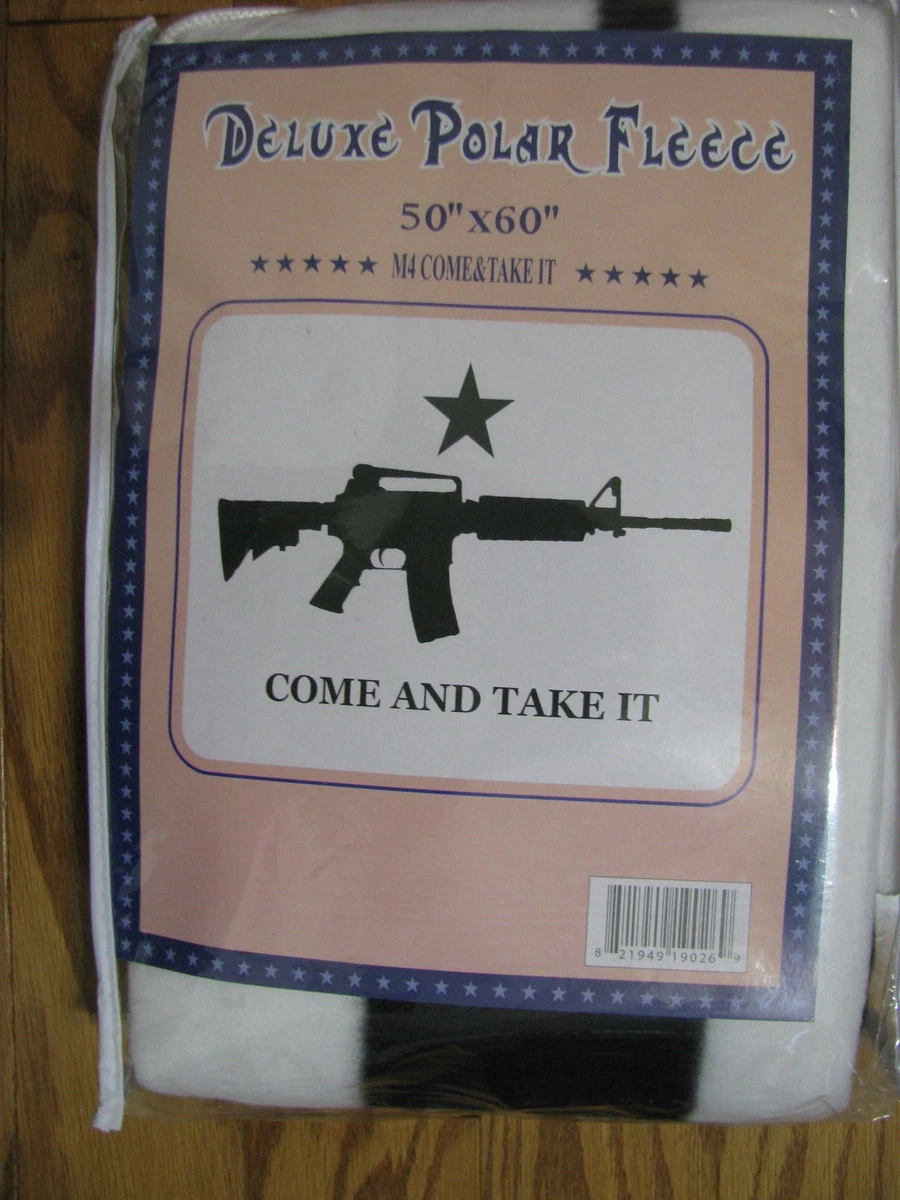 Deluxe Polar Fleece
50"x60"
M4 COME&TAKE IT
COME AND TAKE IT
8 21949 19026 9